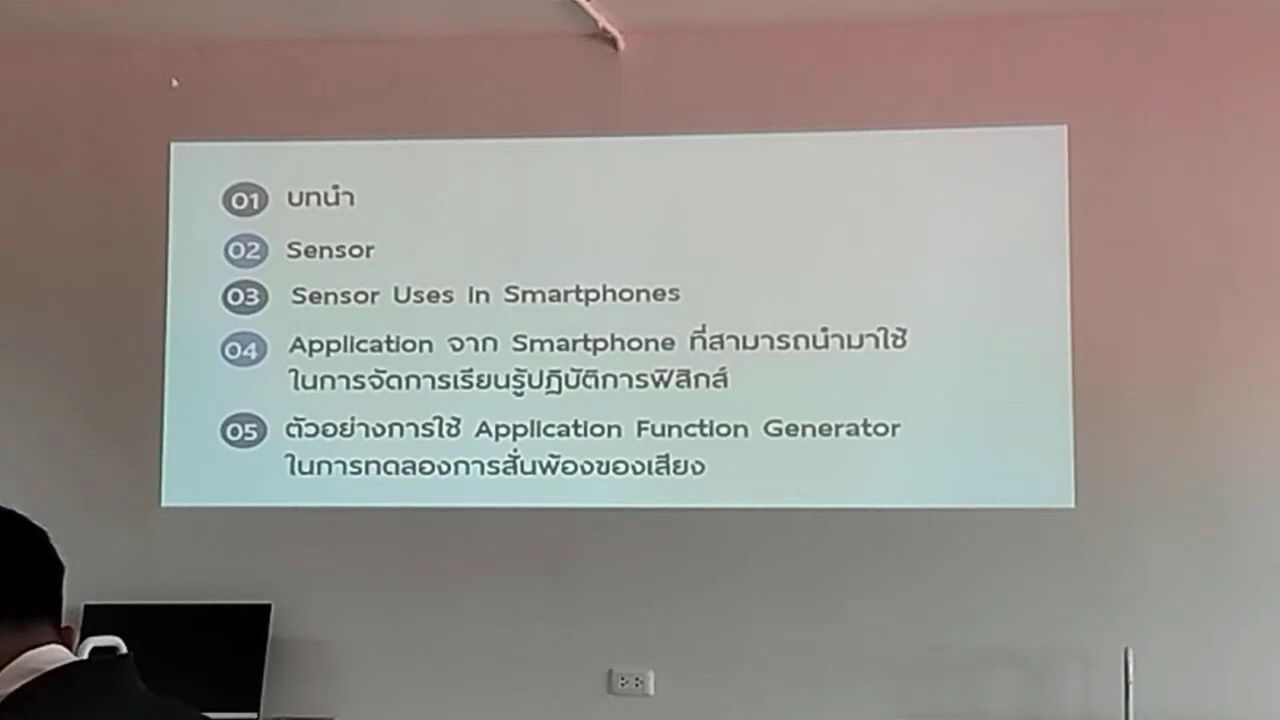 01 บทนำ
02 Sensor
03 Sensor Uses in Smartphones
04 Application จาก Smartphone ที่สามารถนำมาใช้
ในการจัดการเรียนรู้ปฏิบัติการฟิสิกส์
05 ตัวอย่างการใช้ Application Function Generator
ในการทดลองการสั่นพ้องของเสียง